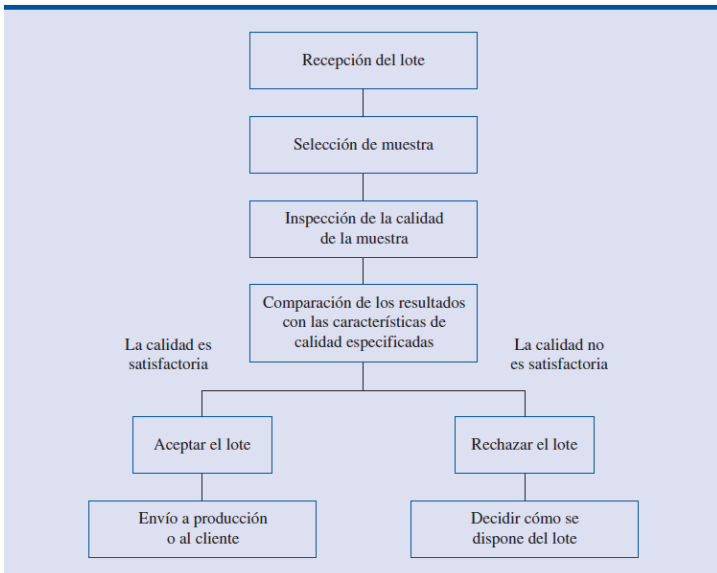 Recepción del lote
Selección de muestra
Inspección de la calidad
de la muestra
Comparación de los resultados
con las características de
calidad especificadas
La calidad es
satisfactoria
La calidad no
es satisfactoria
Aceptar el lote
Rechazar el lote
Envío a producción
o al cliente
Decidir cómo se
dispone del lote